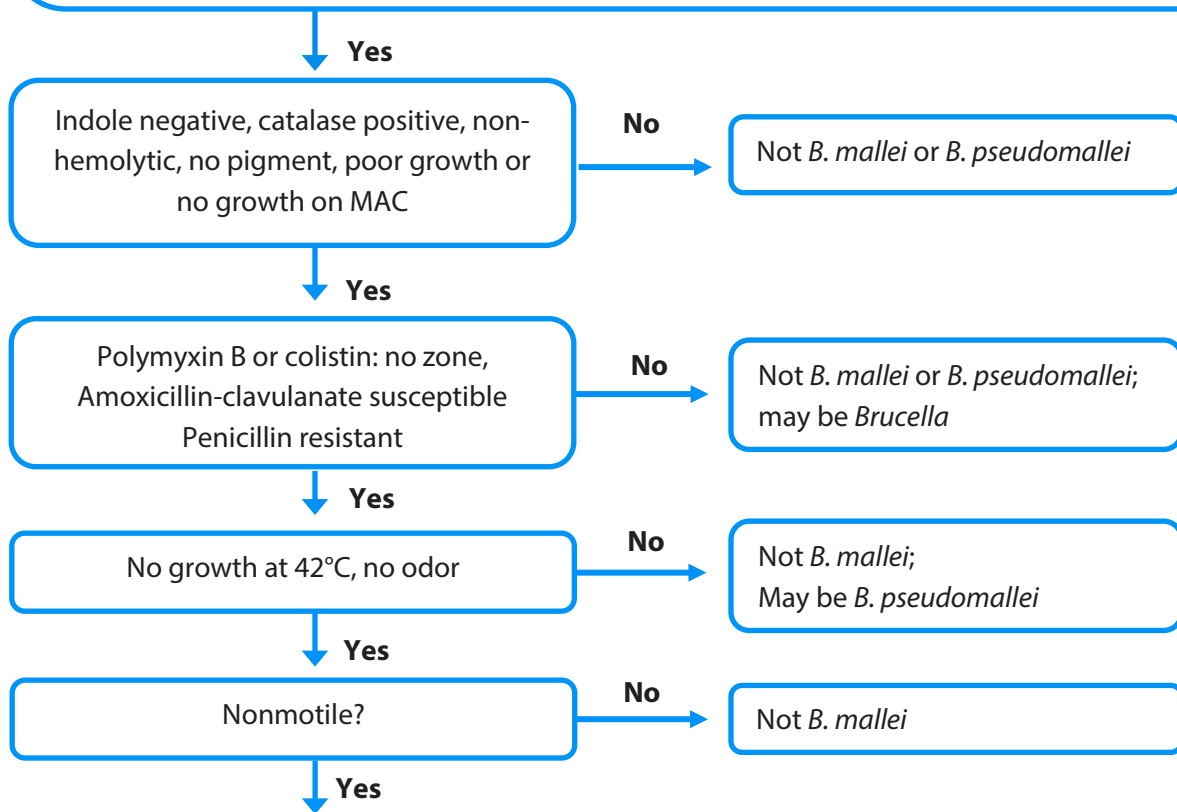 Yes
Indole negative, catalase positive, non-
hemolytic, no pigment, poor growth or
no growth on MAC
No
Not B. mallei or B. pseudomallei
Yes
Polymyxin B or colistin: no zone,
Amoxicillin-clavulanate susceptible
Penicillin resistant
No
Not B. mallei or B. pseudomallei;
may be Brucella
Yes
No growth at 42°C, no odor
No
Not B. mallei;
May be B. pseudomallei
Yes
Nonmotile?
No
Not B. mallei
Yes